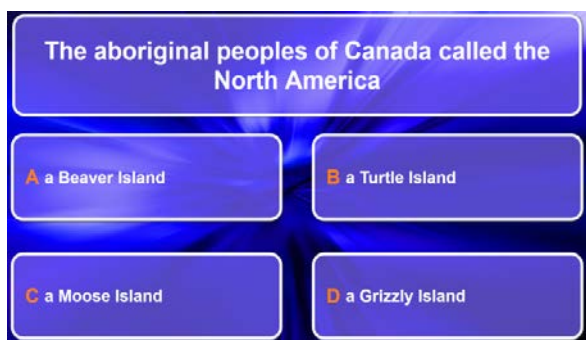 The aboriginal peoples of Canada called the
North America
A a Beaver Island
B a Turtle Island
C a Moose Island
D a Grizzly Island